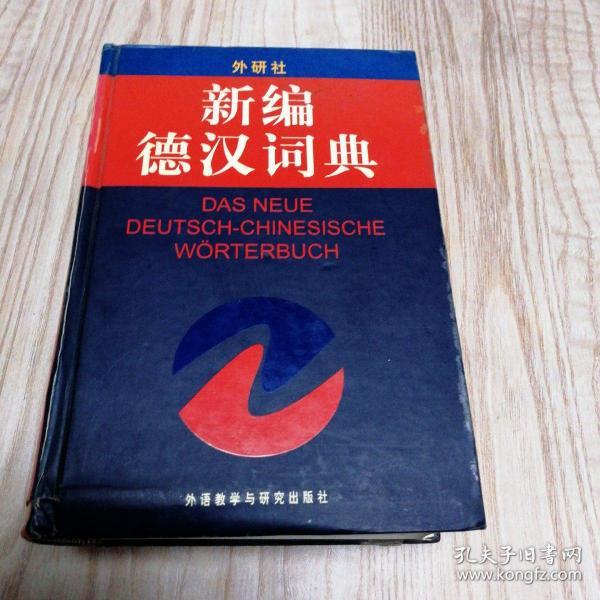 外研社
新编
德汉词典
DAS NEUE
DEUTSCH-CHINESISCHE
WÖRTERBUCH
外语教学与研究出版社
孔夫子旧书网
www.kongfz.com